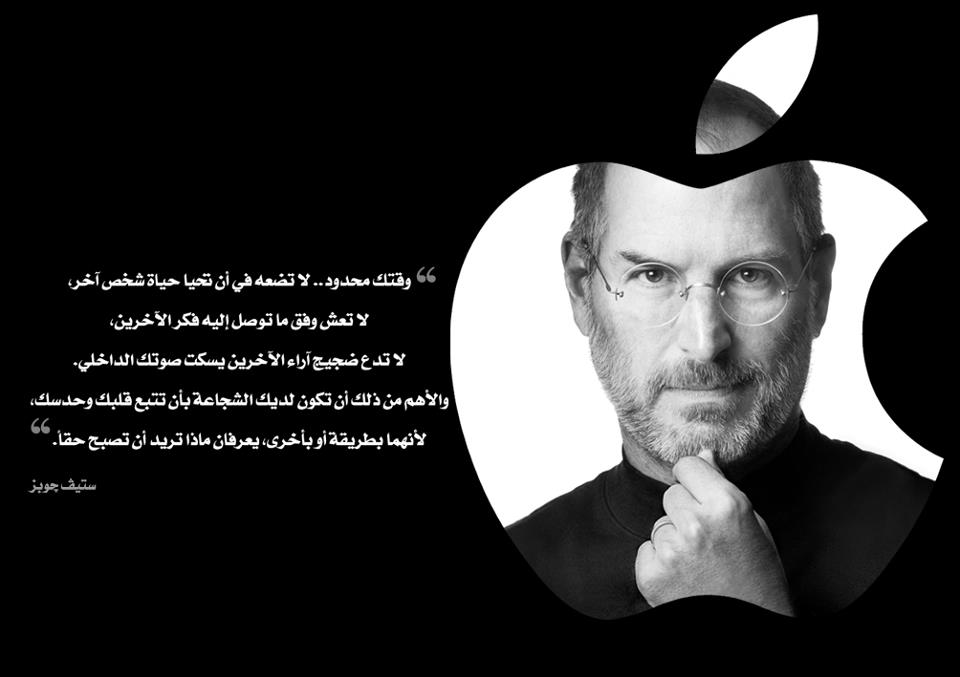 “ وقتك محدود.. لا تضعه في أن تحيا حياة شخص آخر،
لا تعش وفق ما توصل إليه فكر الآخرين،
لا تدع ضجيج آراء الآخرين يسكت صوتك الداخلي.
والأهم من ذلك أن تكون لديك الشجاعة بأن تتبع قلبك وحدسك،
لأنهما بطريقة أو بأخرى، يعرفان ماذا تريد أن تصبح حقاً. “
ستيڤ چوبز